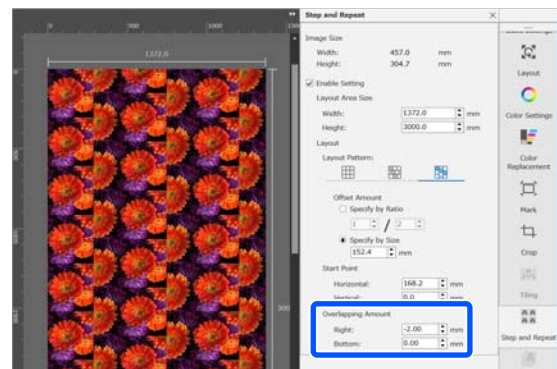 Step and Repeat
Image Size
Width: 457.0 mm
Height: 304.7 mm
Enable Setting
Layout Area Size
Width: 1372.0 mm
Height: 3000.0 mm
Layout
Layout Pattern:
Offset Amount
Specify by Ratio
1 / 2
Specify by Size
152.4 mm
Start Point
Horizontal: 168.2 mm
Vertical: 0.0 mm
Overlapping Amount
Right: -2.00 mm
Bottom: 0.00 mm
Layout
Color Settings
Color
Replacement
Mark
Crop
Tiling
Step and Repeat
0 500 1000
1372.0